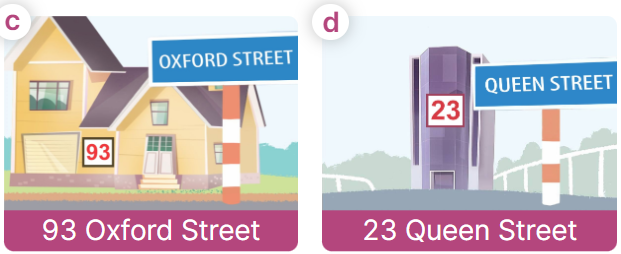 c
OXFORD STREET
93
93 Oxford Street
d
QUEEN STREET
23
23 Queen Street